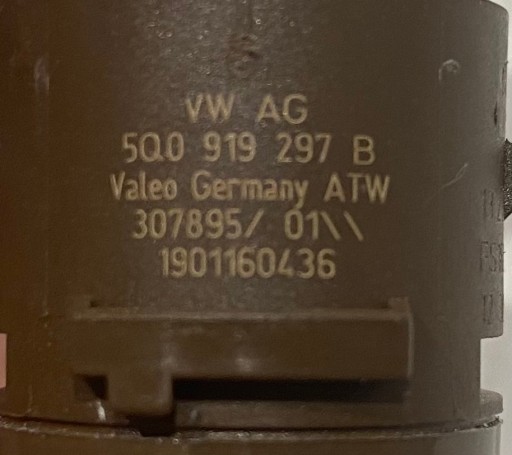 VW AG
5Q0 919 297 B
Valeo Germany ATW
307895/ 01\\
1901160436